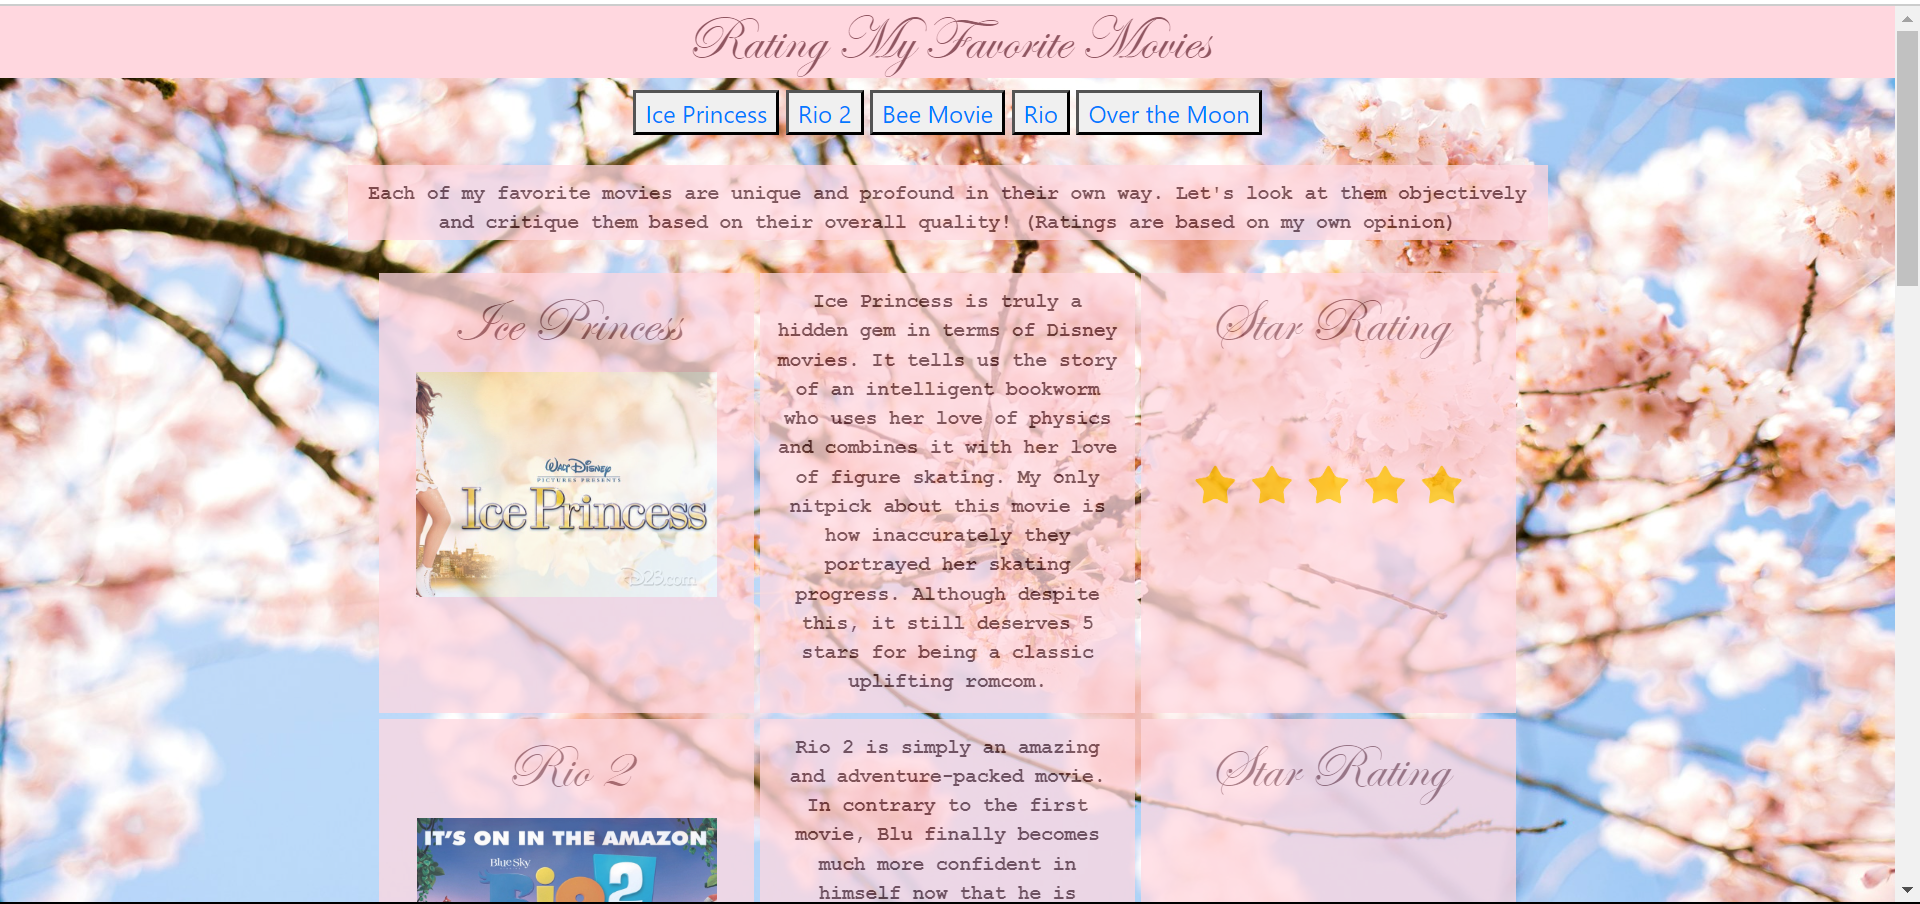 Rating My Favorite Movies
Ice Princess Rio 2 Bee Movie Rio Over the Moon
Each of my favorite movies are unique and profound in their own way. Let's look at them objectively
and critique them based on their overall quality! (Ratings are based on my own opinion)
Ice Princess
WALT DISNEY
PICTURES PRESENTS
Ice Princess
D23.com
Ice Princess is truly a
hidden gem in terms of Disney
movies. It tells us the story
of an intelligent bookworm
who uses her love of physics
and combines it with her love
of figure skating. My only
nitpick about this movie is
how inaccurately they
portrayed her skating
progress. Although despite
this, it still deserves 5
stars for being a classic
uplifting romcom.
Star Rating
Rio 2
IT'S ON IN THE AMAZON
BlueSky
Rio 2
Rio 2 is simply an amazing
and adventure-packed movie.
In contrary to the first
movie, Blu finally becomes
much more confident in
himself now that he is
Star Rating